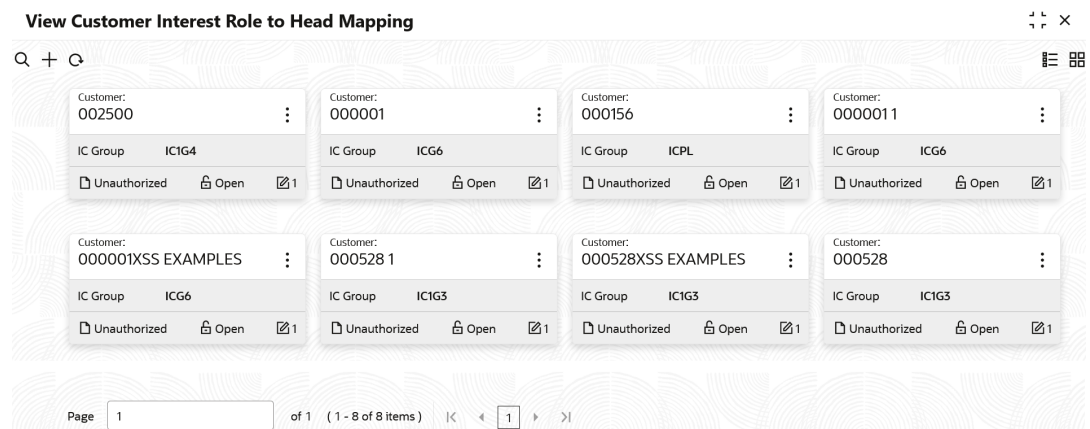 View Customer Interest Role to Head Mapping
Customer: Customer: Customer: Customer:
002500 000001 000156 0000011
IC Group IC1G4 IC Group ICG6 IC Group ICPL IC Group ICG6
Unauthorized Open 1 Unauthorized Open 1 Unauthorized Open 1 Unauthorized Open 1
Customer: Customer: Customer: Customer:
000001XSS EXAMPLES 000528 1 000528XSS EXAMPLES 000528
IC Group ICG6 IC Group IC1G3 IC Group IC1G3 IC Group IC1G3
Unauthorized Open 1 Unauthorized Open 1 Unauthorized Open 1 Unauthorized Open 1
Page 1 of 1 ( 1 - 8 of 8 items ) 1